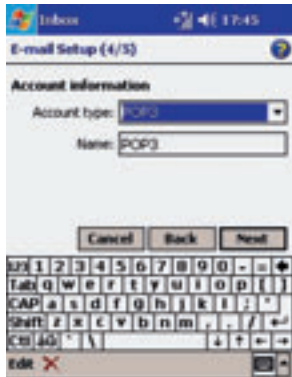 Inbox 17:45
E-mail Setup (4/5)
Account information
Account type: POP3
Name: POP3
Cancel Back Next
123 1 2 3 4 5 6 7 8 9 0 - =
Tab q w e r t y u i o p [ ]
CAP a s d f g h j k l ; '
Shift z x c v b n m , . /
Ctl áü ` \
Edit